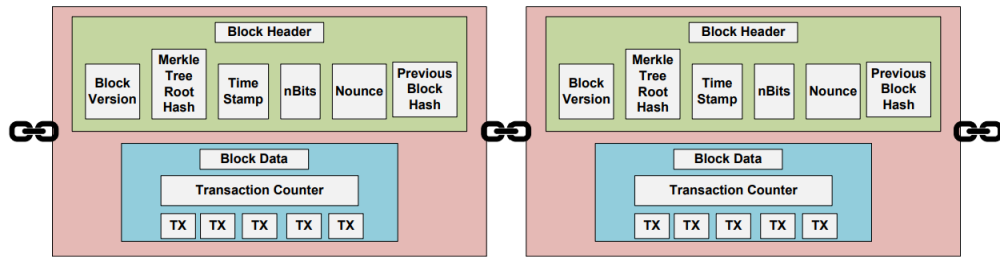 Block Header
Block
Version
Merkle
Tree
Root
Hash
Time
Stamp
nBits
Nounce
Previous
Block
Hash
Block Data
Transaction Counter
TX TX TX TX TX
Block Header
Block
Version
Merkle
Tree
Root
Hash
Time
Stamp
nBits
Nounce
Previous
Block
Hash
Block Data
Transaction Counter
TX TX TX TX TX